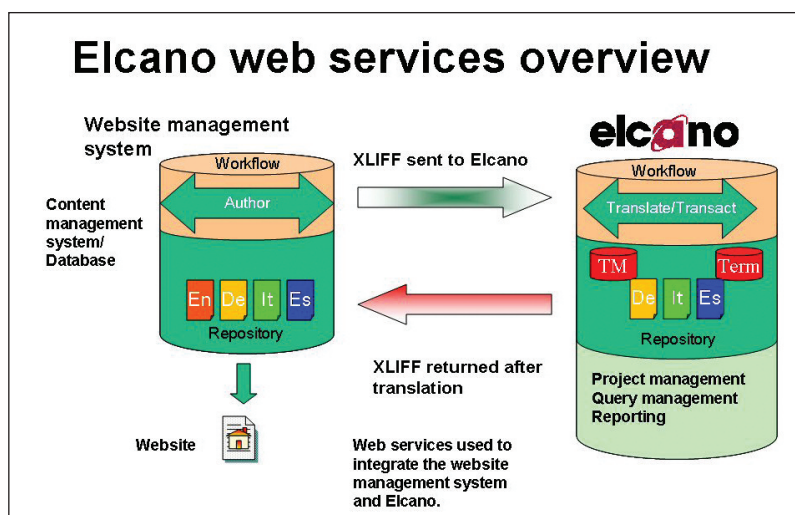 Elcano web services overview
Website management
system
Workflow
Author
Content
management
system/
Database
En De It Es
Repository
Website
XLIFF sent to Elcano
XLIFF returned after
translation
Web services used to
integrate the website
management system
and Elcano.
elcano
Workflow
Translate/Transact
TM Term
De It Es
Repository
Project management
Query management
Reporting